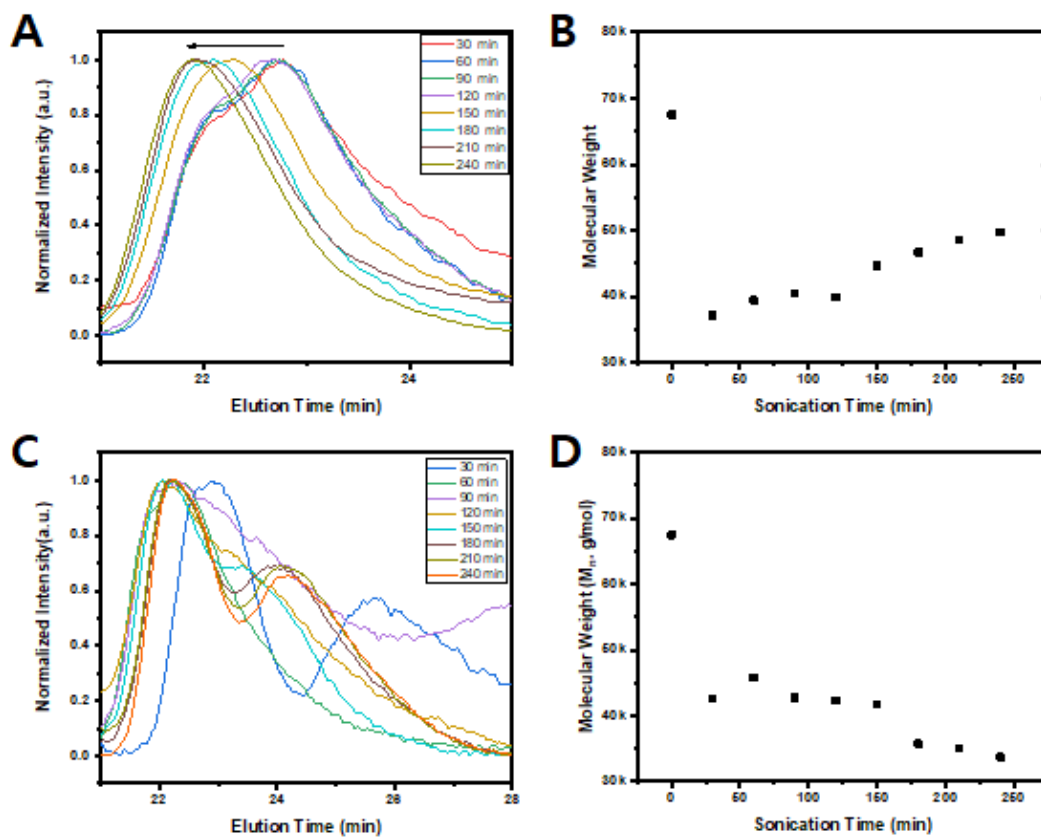 A
Normalized Intensity (a.u.)
1.0
0.8
0.6
0.4
0.2
0.0
30 min
60 min
90 min
120 min
150 min
180 min
210 min
240 min
22
24
Elution Time (min)
B
Molecular Weight
80k
70k
60k
50k
40k
30k
0
50
100
150
200
250
Sonication Time (min)
C
Normalized Intensity(a.u.)
1.0
0.8
0.6
0.4
0.2
0.0
30 min
60 min
90 min
120 min
150 min
180 min
210 min
240 min
22
24
26
28
Elution Time (min)
D
Molecular Weight (Mn, g/mol)
80k
70k
60k
50k
40k
30k
0
50
100
150
200
250
Sonication Time (min)